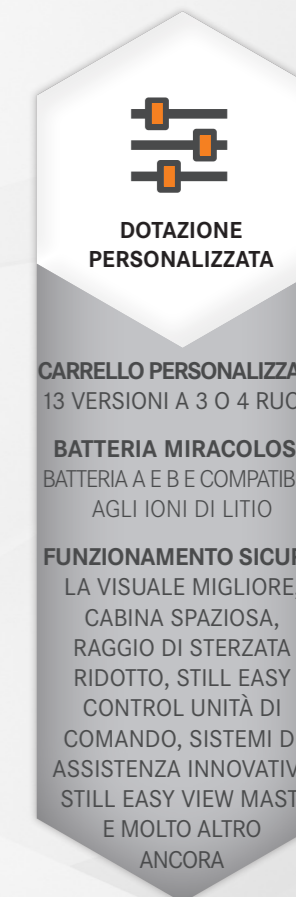 DOTAZIONE
PERSONALIZZATA
CARRELLO PERSONALIZZA
13 VERSIONI A 3 O 4 RUO
BATTERIA MIRACOLOS
BATTERIA A E B E COMPATIB
AGLI IONI DI LITIO
FUNZIONAMENTO SICUR
LA VISUALE MIGLIORE,
CABINA SPAZIOSA,
RAGGIO DI STERZATA
RIDOTTO, STILL EASY
CONTROL UNITÀ DI
COMANDO, SISTEMI D
ASSISTENZA INNOVATIV
STILL EASY VIEW MAST
E MOLTO ALTRO
ANCORA